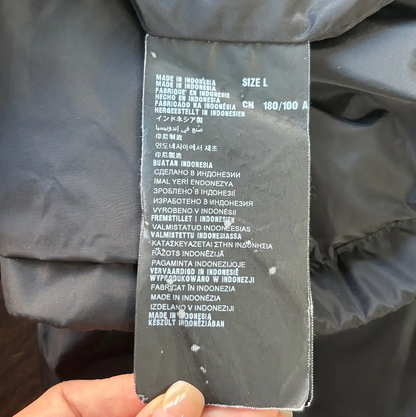 MADE IN INDONESIA SIZE L
MADE IN INDONESIA
FABRIQUÉ EN INDONESIE
HECHO EN INDONESIA
FABRICADO NA INDONÉSIA CN 180/100 A
HERGESTELLT IN INDONESIEN
インドネシア製
صنع في إندونيسيا
印尼製造
인도네시아에서 제조
印尼制造
BUATAN INDONESIA
СДЕЛАНО В ИНДОНЕЗИИ
IMAL YERİ ENDONEZYA
ЗРОБЛЕНО В ІНДОНЕЗІЇ
ИЗРАБОТЕНО В ИНДОНЕЗИЯ
VYROBENO V INDONÉSII
FREMSTILLET I INDONESIEN
VALMISTATUD INDONEESIAS
VALMISTETTU INDONESIASSA
ΚΑΤΑΣΚΕΥΑΖΕΤΑΙ ΣΤΗΝ ΙΝΔΟΝΗΣΙΑ
RAŽOTS INDONĒZIJĀ
PAGAMINTA INDONEZIJOJE
VERVAARDIGD IN INDONESIË
WYPRODUKOWANO W INDONEZJI
FABRICAT ÎN INDONEZIA
MADE IN INDONÉZIA
IZDELANO V INDONEZIJI
MADE IN INDONESIA
KÉSZÜLT INDONÉZIÁBAN